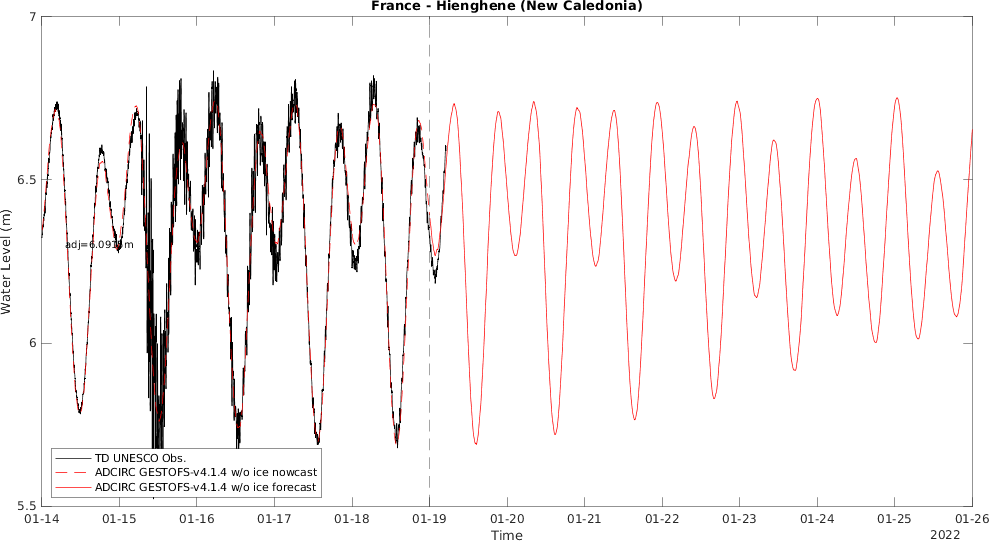 France - Hienghene (New Caledonia)
7
6.5
6
5.5
Water Level (m)
adj=6.0915m
TD UNESCO Obs.
ADCIRC GESTOFS-v4.1.4 w/o ice nowcast
ADCIRC GESTOFS-v4.1.4 w/o ice forecast
01-14 01-15 01-16 01-17 01-18 01-19 01-20 01-21 01-22 01-23 01-24 01-25 01-26
Time
2022